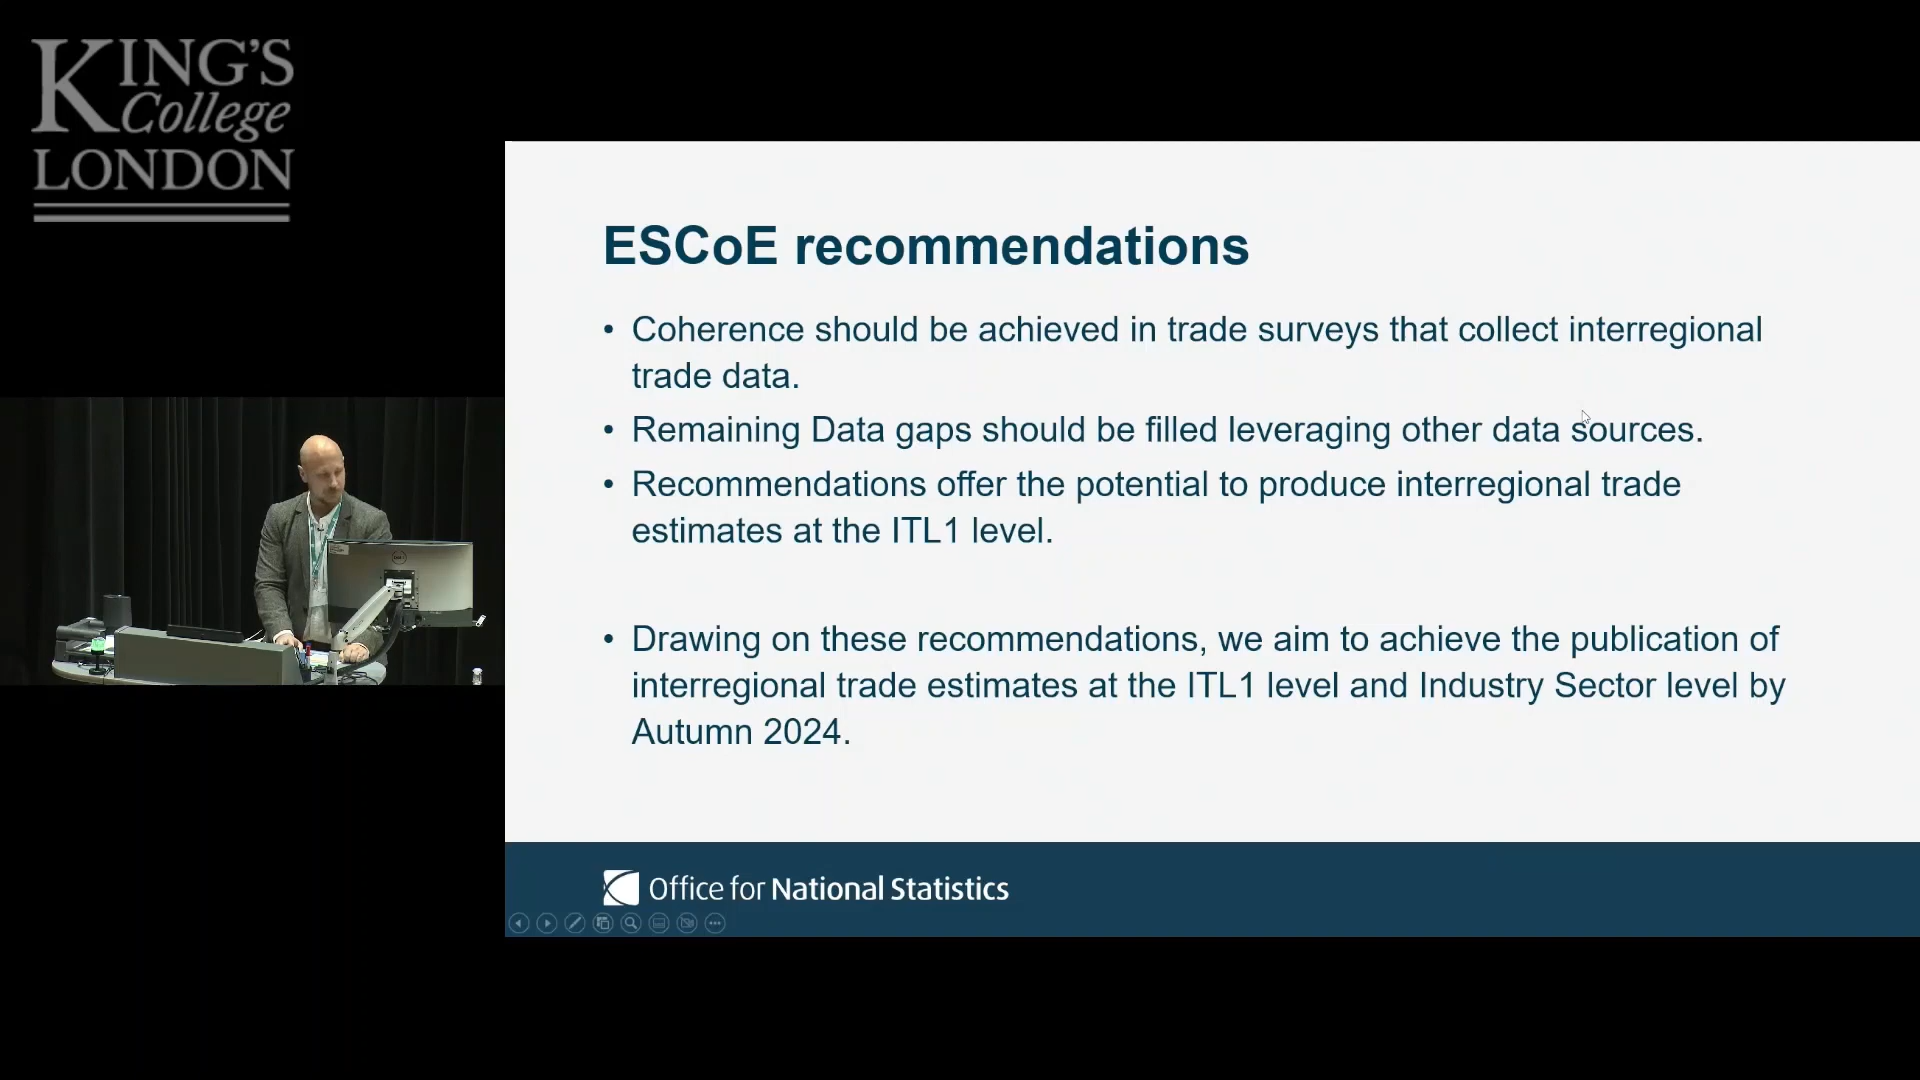 KING'S
College
LONDON
ESCoE recommendations
• Coherence should be achieved in trade surveys that collect interregional
trade data.
• Remaining Data gaps should be filled leveraging other data sources.
• Recommendations offer the potential to produce interregional trade
estimates at the ITL1 level.
• Drawing on these recommendations, we aim to achieve the publication of
interregional trade estimates at the ITL1 level and Industry Sector level by
Autumn 2024.
Office for National Statistics